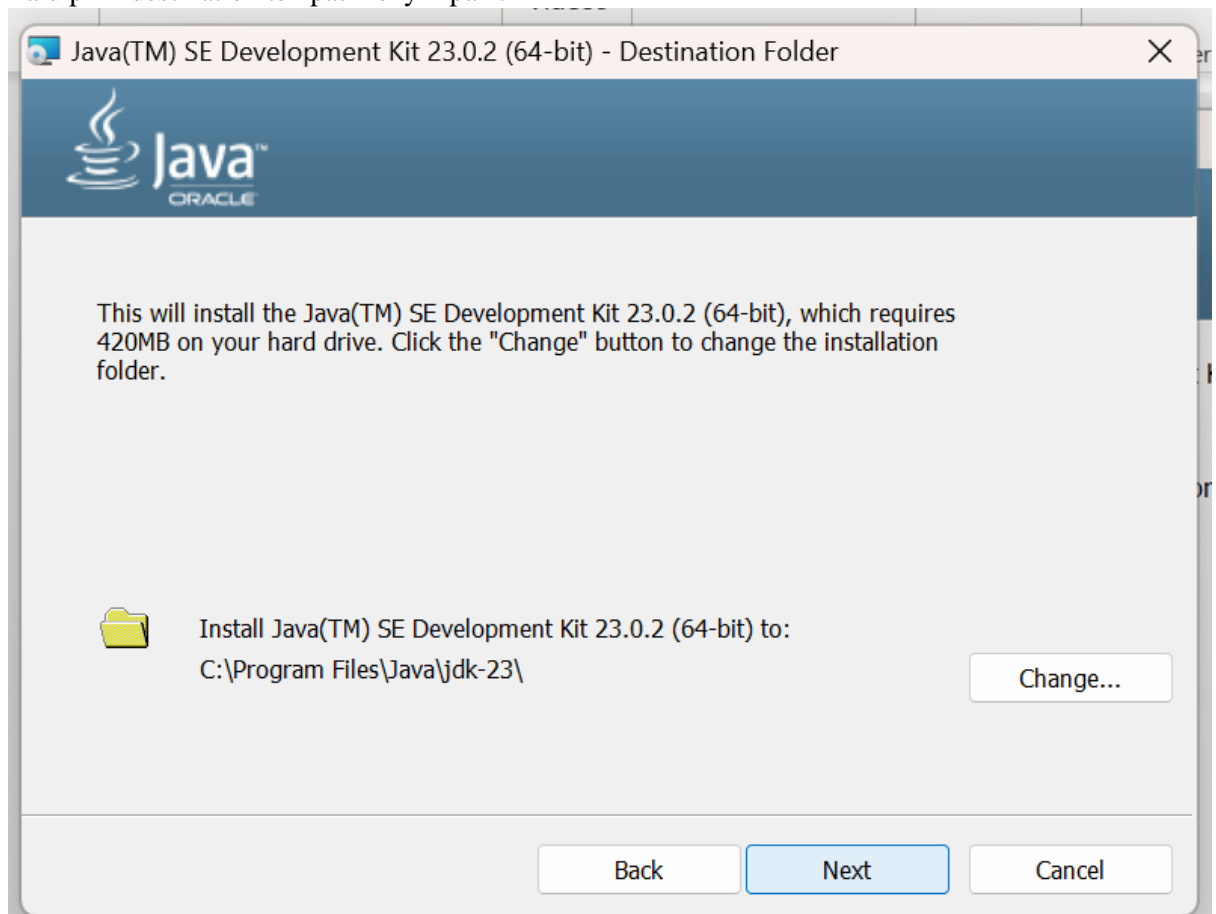 Java(TM) SE Development Kit 23.0.2 (64-bit) - Destination Folder
Java™
ORACLE
This will install the Java(TM) SE Development Kit 23.0.2 (64-bit), which requires
420MB on your hard drive. Click the "Change" button to change the installation
folder.
Install Java(TM) SE Development Kit 23.0.2 (64-bit) to:
C:\Program Files\Java\jdk-23\
Change...
Back
Next
Cancel